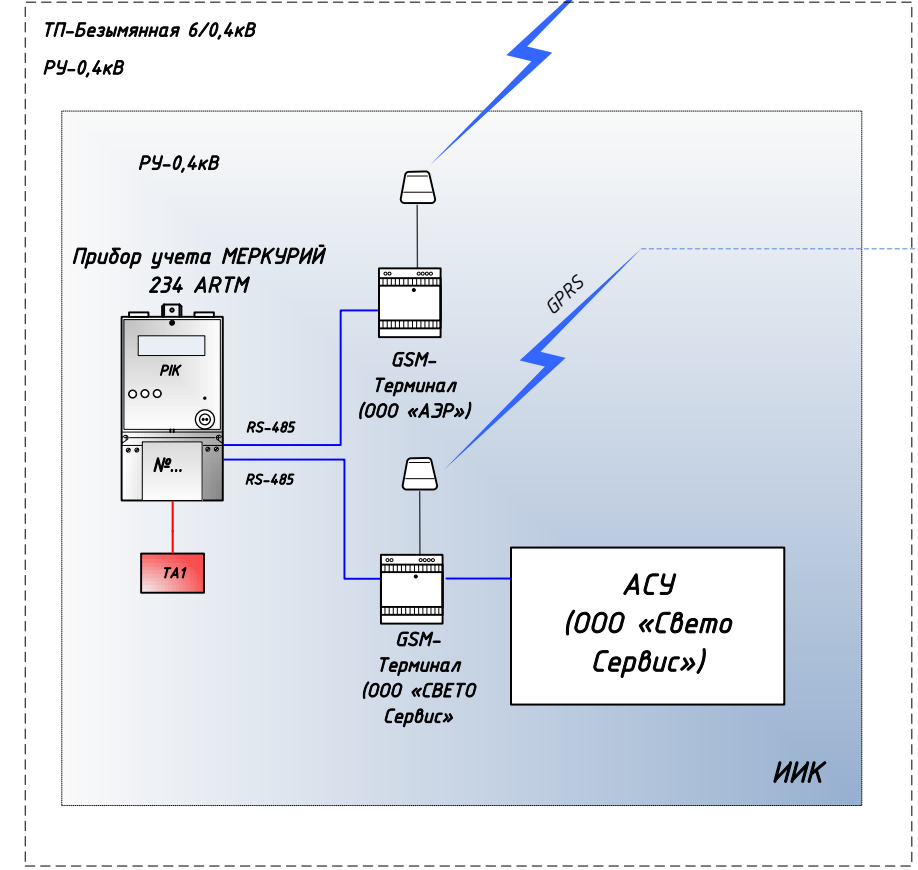 ТП-Безымянная 6/0,4кВ
РУ-0,4кВ
РУ-0,4кВ
Прибор учета МЕРКУРИЙ
234 ARTM
PIK
№...
TA1
RS-485
RS-485
GSM-
Терминал
(ООО «АЭР»)
GPRS
GSM-
Терминал
(ООО «СВЕТО
Сервис»
АСУ
(ООО «Свето
Сервис»)
ИИК